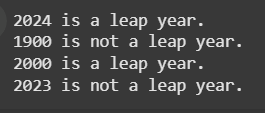 2024 is a leap year.
1900 is not a leap year.
2000 is a leap year.
2023 is not a leap year.